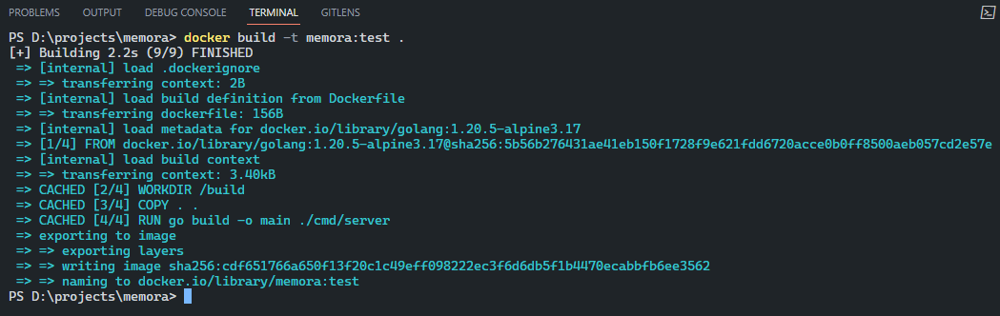 PROBLEMS OUTPUT DEBUG CONSOLE TERMINAL GITLENS
PS D:\projects\memora> docker build -t memora:test .
[+] Building 2.2s (9/9) FINISHED
=> [internal] load .dockerignore
=> => transferring context: 2B
=> [internal] load build definition from Dockerfile
=> => transferring dockerfile: 156B
=> [internal] load metadata for docker.io/library/golang:1.20.5-alpine3.17
=> [1/4] FROM docker.io/library/golang:1.20.5-alpine3.17@sha256:5b56b276431ae41eb150f1728f9e621fdd6720acce0b0ff8500aeb057cd2e57e
=> [internal] load build context
=> => transferring context: 3.40kB
=> CACHED [2/4] WORKDIR /build
=> CACHED [3/4] COPY . .
=> CACHED [4/4] RUN go build -o main ./cmd/server
=> exporting to image
=> => exporting layers
=> => writing image sha256:cdf651766a650f13f20c1c49eff098222ec3f6d6db5f1b4470ecabbfb6ee3562
=> => naming to docker.io/library/memora:test
PS D:\projects\memora>